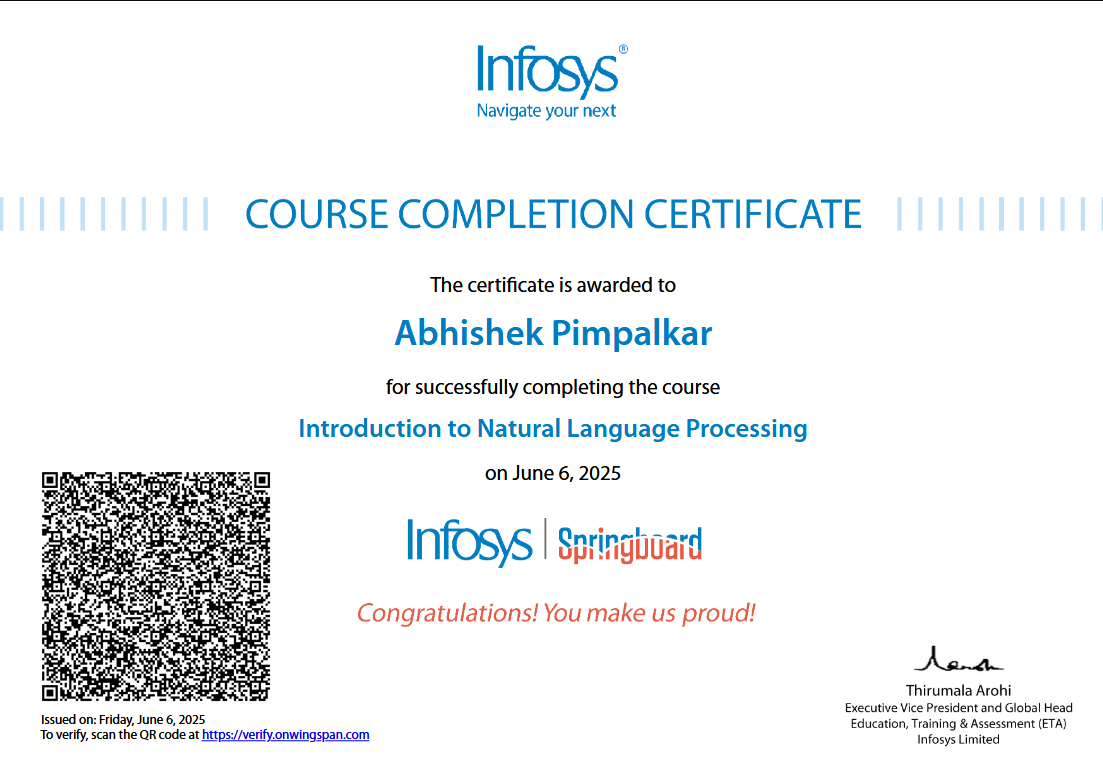 Infosys®
Navigate your next
COURSE COMPLETION CERTIFICATE
The certificate is awarded to
Abhishek Pimpalkar
for successfully completing the course
Introduction to Natural Language Processing
on June 6, 2025
Infosys | Springboard
Congratulations! You make us proud!
Issued on: Friday, June 6, 2025
To verify, scan the QR code at https://verify.onwingspan.com
Thirumala Arohi
Executive Vice President and Global Head
Education, Training & Assessment (ETA)
Infosys Limited